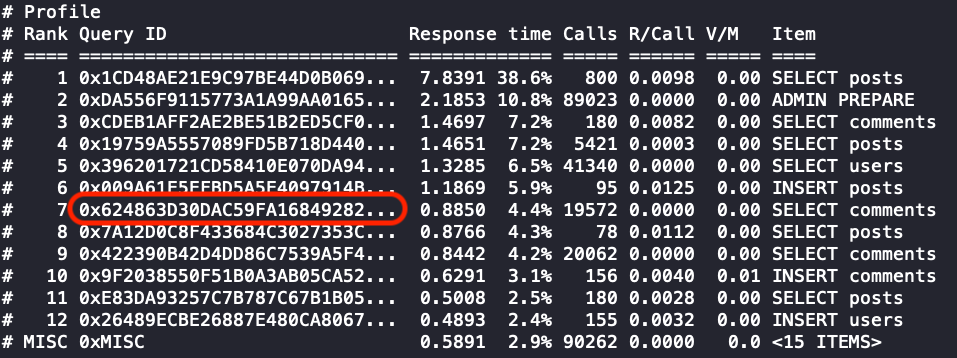 # Profile
# Rank Query ID                           Response time Calls R/Call V/M   Item
# ==== ============================== ============= ===== ====== ===== ====
#    1 0x1CD48AE21E9C97BE44D0B069...  7.8391 38.6%   800 0.0098  0.00 SELECT posts
#    2 0xDA556F9115773A1A99AA0165...  2.1853 10.8% 89023 0.0000  0.00 ADMIN PREPARE
#    3 0xCDEB1AFF2AE2BE51B2ED5CF0...  1.4697  7.2%   180 0.0082  0.00 SELECT comments
#    4 0x19759A5557089FD5B718D440...  1.4651  7.2%  5421 0.0003  0.00 SELECT posts
#    5 0x396201721CD58410E070DA94...  1.3285  6.5% 41340 0.0000  0.00 SELECT users
#    6 0x009A61E5EFBD5A5F4097914B...  1.1869  5.9%    95 0.0125  0.00 INSERT posts
#    7 0x624863D30DAC59FA16849282...  0.8850  4.4% 19572 0.0000  0.00 SELECT comments
#    8 0x7A12D0C8F433684C3027353C...  0.8766  4.3%    78 0.0112  0.00 SELECT posts
#    9 0x422390B42D4DD86C7539A5F4...  0.8442  4.2% 20062 0.0000  0.00 SELECT comments
#   10 0x9F2038550F51B0A3AB05CA52...  0.6291  3.1%   156 0.0040  0.01 INSERT comments
#   11 0xE83DA93257C7B787C67B1B05...  0.5008  2.5%   180 0.0028  0.00 SELECT posts
#   12 0x26489ECBE26887E480CA8067...  0.4893  2.4%   155 0.0032  0.00 INSERT users
# MISC 0xMISC                         0.5891  2.9% 90262 0.0000   0.0 <15 ITEMS>